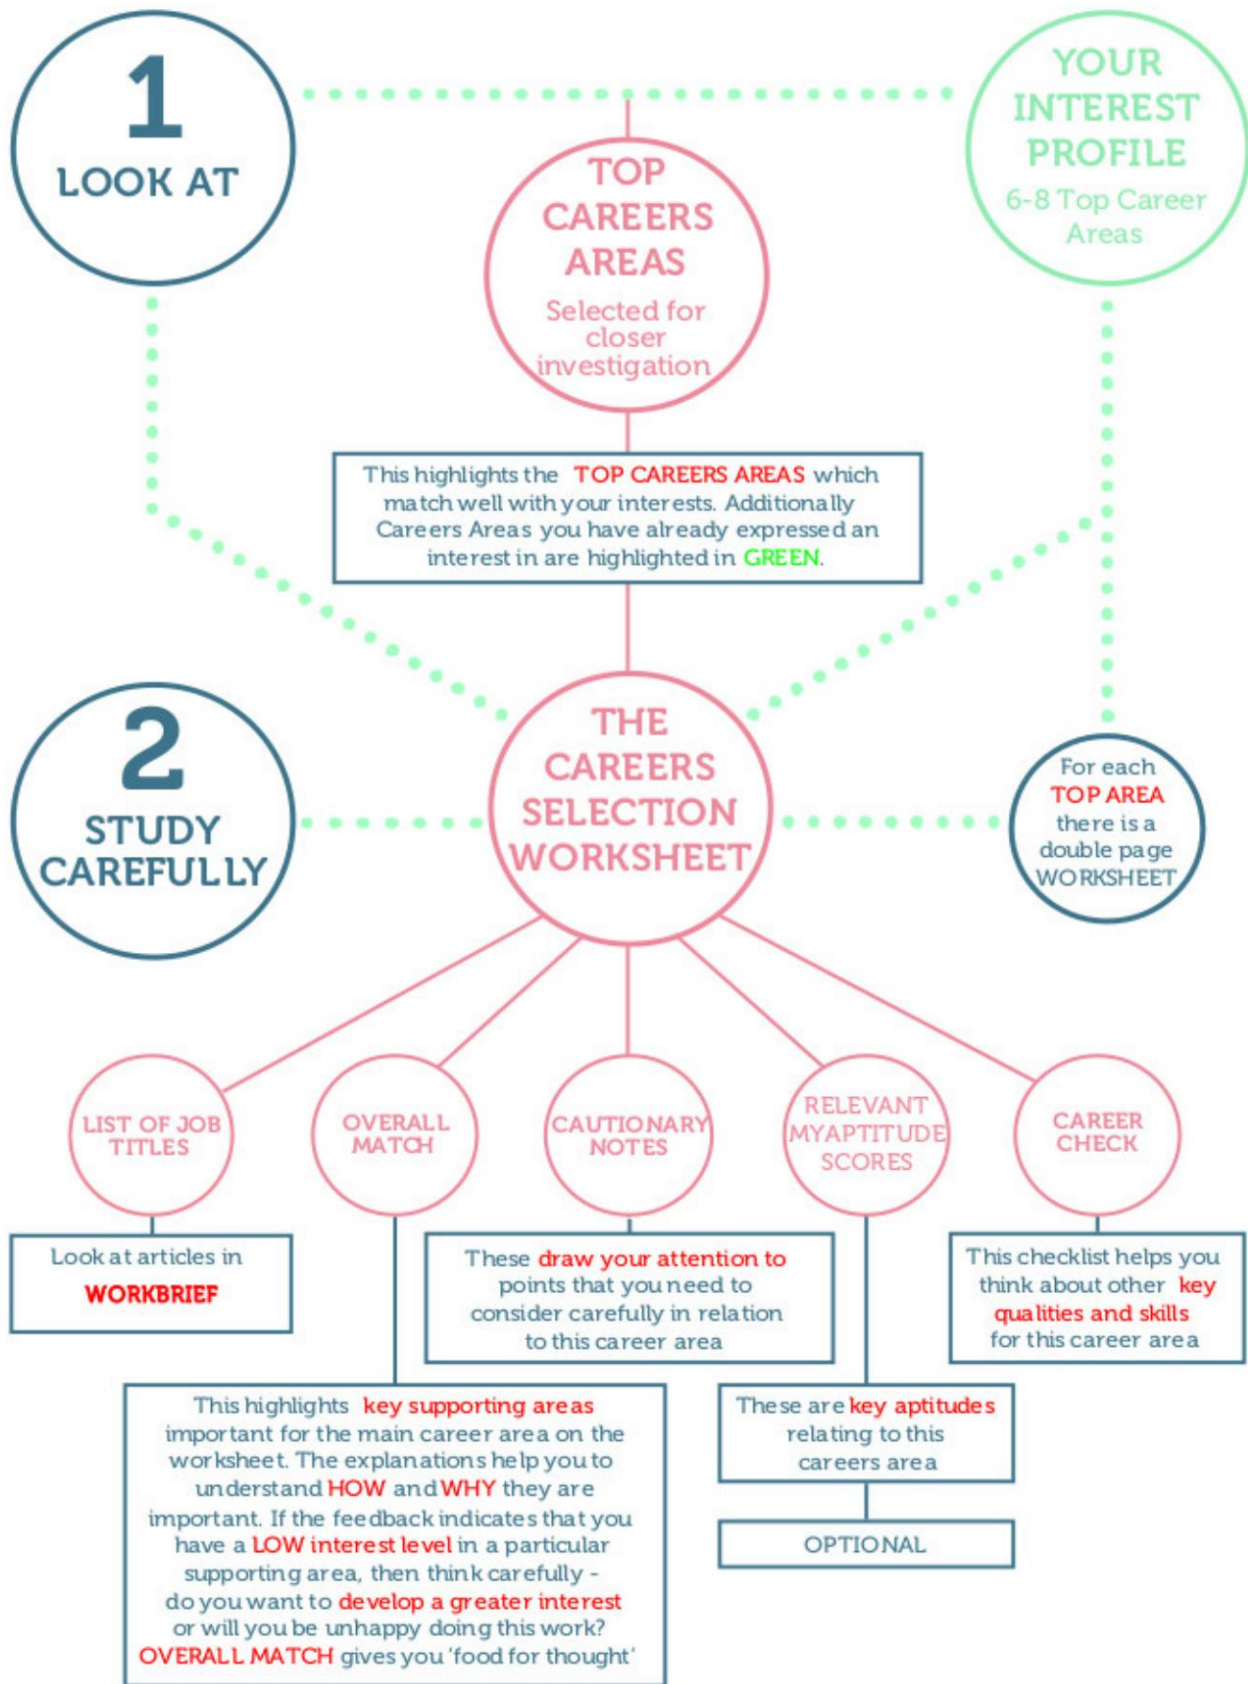 1
LOOK AT
YOUR
INTEREST
PROFILE
6-8 Top Career
Areas
TOP
CAREERS
AREAS
Selected for
closer
investigation
This highlights the TOP CAREERS AREAS which
match well with your interests. Additionally
Careers Areas you have already expressed an
interest in are highlighted in GREEN.
2
STUDY
CAREFULLY
THE
CAREERS
SELECTION
WORKSHEET
For each
TOP AREA
there is a
double page
WORKSHEET
LIST OF JOB
TITLES
OVERALL
MATCH
CAUTIONARY
NOTES
RELEVANT
MYAPTITUDE
SCORES
CAREER
CHECK
Look at articles in
WORKBRIEF
These draw your attention to
points that you need to
consider carefully in relation
to this career area
This checklist helps you
think about other key
qualities and skills
for this career area
This highlights key supporting areas
important for the main career area on the
worksheet. The explanations help you to
understand HOW and WHY they are
important. If the feedback indicates that you
have a LOW interest level in a particular
supporting area, then think carefully -
do you want to develop a greater interest
or will you be unhappy doing this work?
OVERALL MATCH gives you 'food for thought'
These are key aptitudes
relating to this
careers area
OPTIONAL